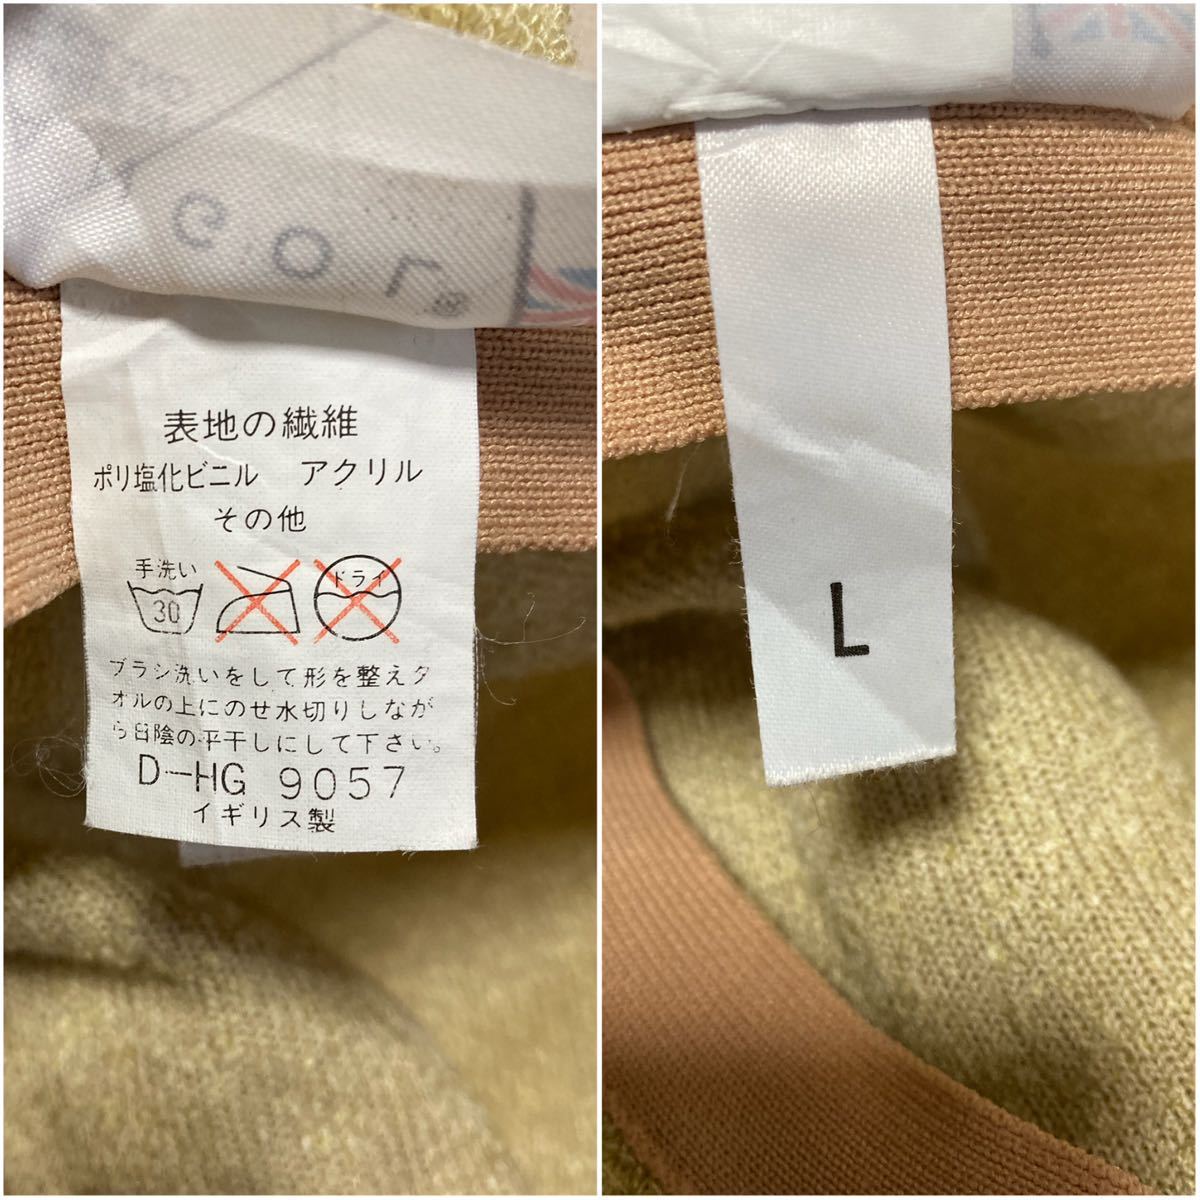 eor®
表地の繊維
ポリ塩化ビニル アクリル
その他
手洗い
30
ドライ
ブラシ洗いをして形を整えタ
オルの上にのせ水切りしなが
ら日陰の平干しにして下さい。
D-HG 9057
イギリス製
L